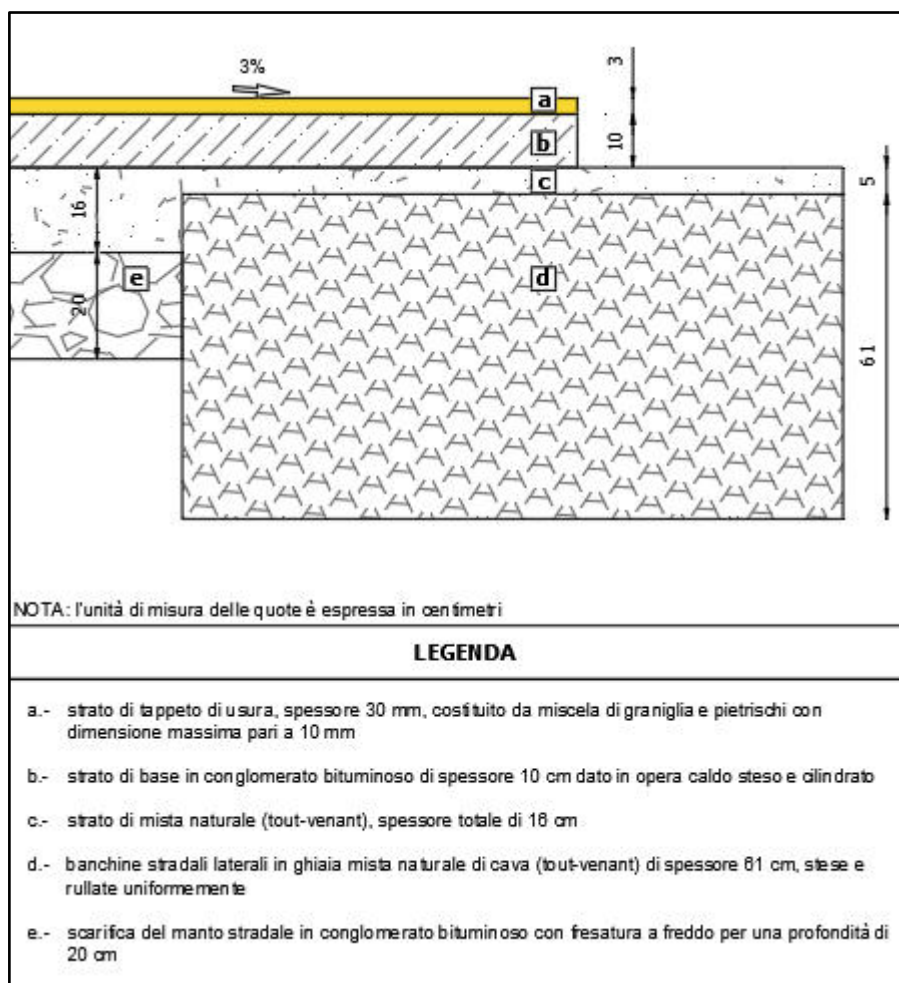 3%
3
a
10
b
c
5
16
e
d
20
61
NOTA: l'unità di misura delle quote è espressa in centimetri
LEGENDA
a.- strato di tappeto di usura, spessore 30 mm, costituito da miscela di graniglia e pietrischi con
dimensione massima pari a 10 mm
b.- strato di base in conglomerato bituminoso di spessore 10 cm dato in opera caldo steso e cilindrato
c.- strato di mista naturale (tout-venant), spessore totale di 16 cm
d.- banchine stradali laterali in ghiaia mista naturale di cava (tout-venant) di spessore 61 cm, stese e
rullate uniformemente
e.- scarifica del manto stradale in conglomerato bituminoso con fresatura a freddo per una profondità di
20 cm